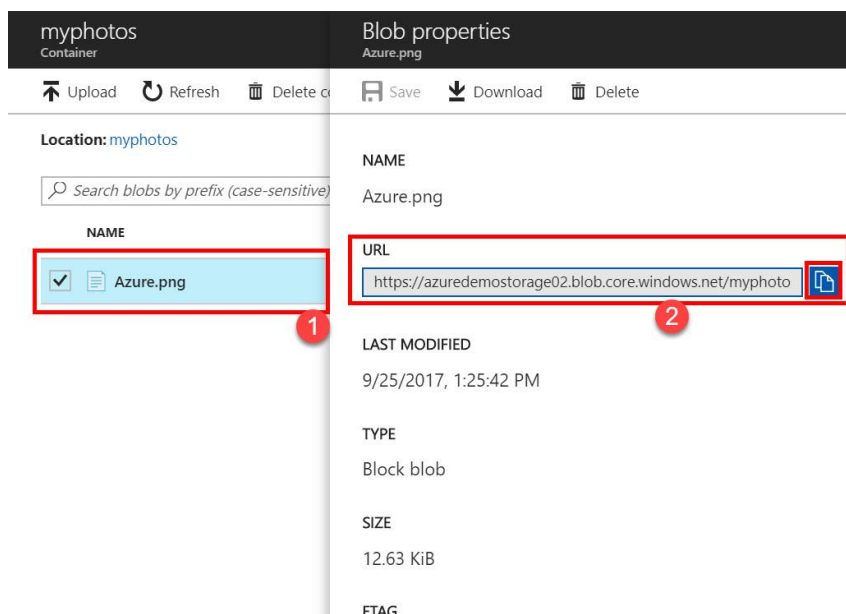 myphotos
Container
Upload Refresh Delete co
Location: myphotos
Search blobs by prefix (case-sensitive)
NAME
Azure.png
1
Blob properties
Azure.png
Save Download Delete
NAME
Azure.png
URL
https://azuredemostorage02.blob.core.windows.net/myphoto
2
LAST MODIFIED
9/25/2017, 1:25:42 PM
TYPE
Block blob
SIZE
12.63 KiB
ETAG